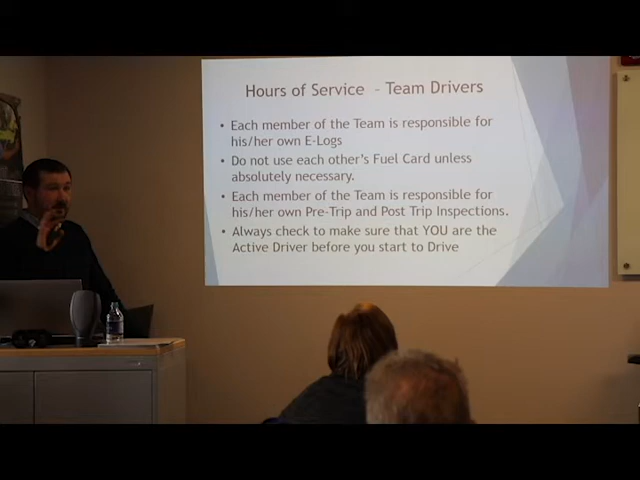 Hours of Service - Team Drivers
• Each member of the Team is responsible for
his/her own E-Logs
• Do not use each other's Fuel Card unless
absolutely necessary.
• Each member of the Team is responsible for
his/her own Pre-Trip and Post Trip Inspections.
• Always check to make sure that YOU are the
Active Driver before you start to Drive